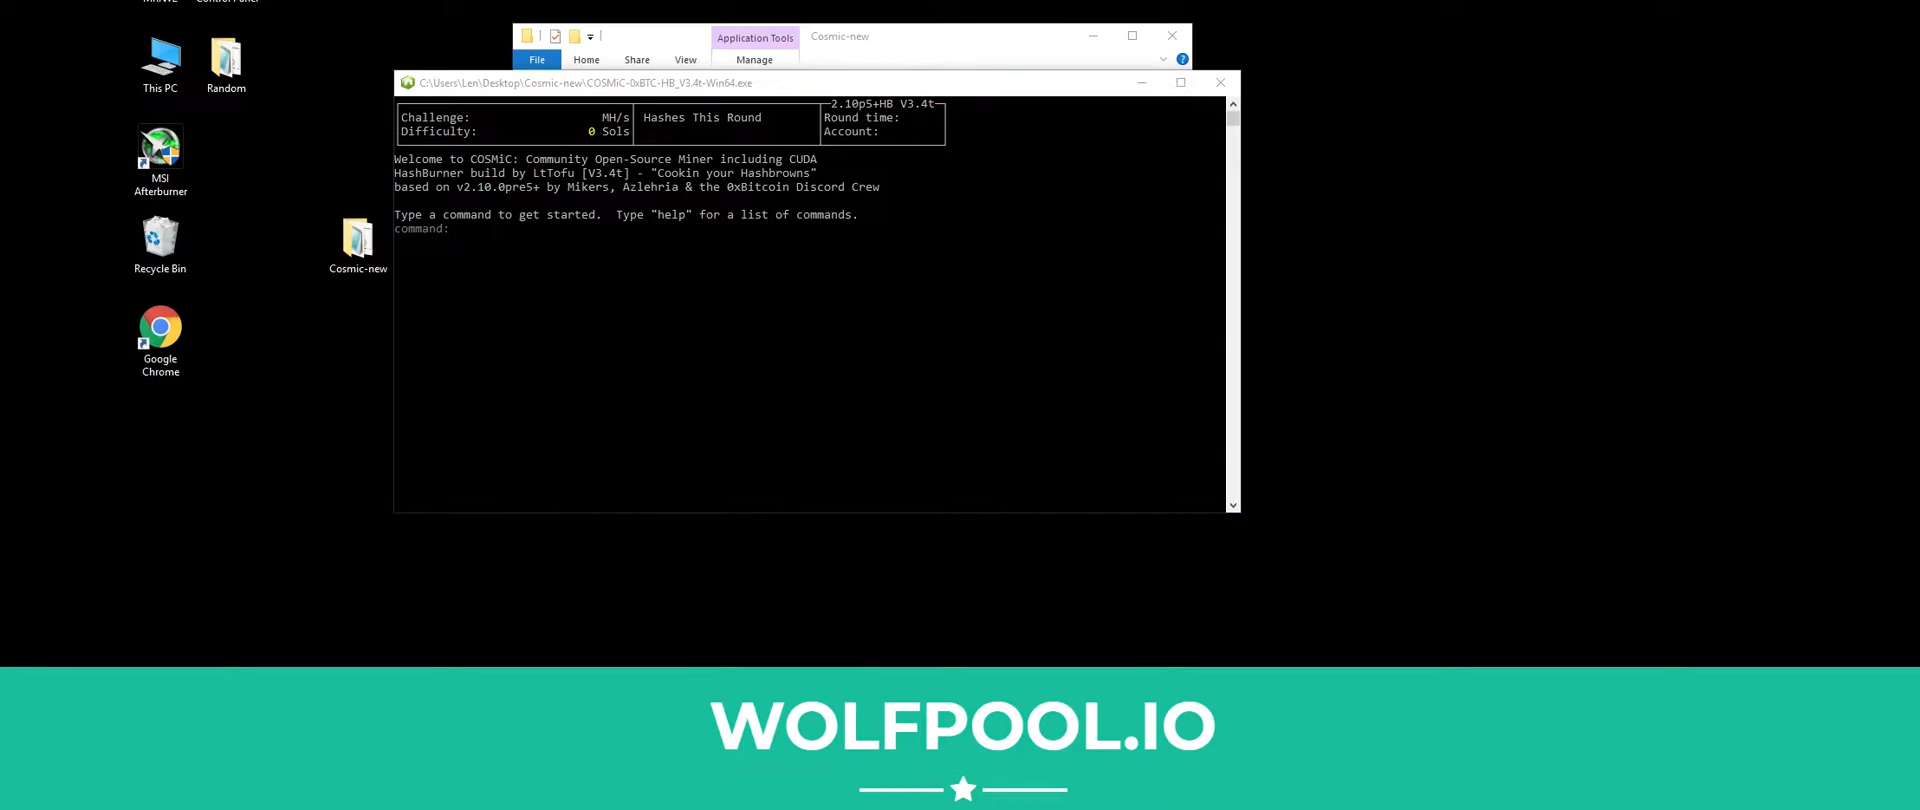 Control Panel
This PC
Random
MSI
Afterburner
Recycle Bin
Cosmic-new
Google
Chrome
Application Tools
Cosmic-new
File
Home
Share
View
Manage
C:\Users\Len\Desktop\Cosmic-new\COSMiC-0xBTC-HB_V3.4t-Win64.exe
2.10p5+HB V3.4t
Challenge: MH/s Hashes This Round Round time:
Difficulty: 0 Sols Account:
Welcome to COSMiC: Community Open-Source Miner including CUDA
HashBurner build by LtTofu [V3.4t] - "Cookin your Hashbrowns"
based on v2.10.0pre5+ by Mikers, Azlehria & the 0xBitcoin Discord Crew
Type a command to get started. Type "help" for a list of commands.
command:
WOLFPOOL.IO